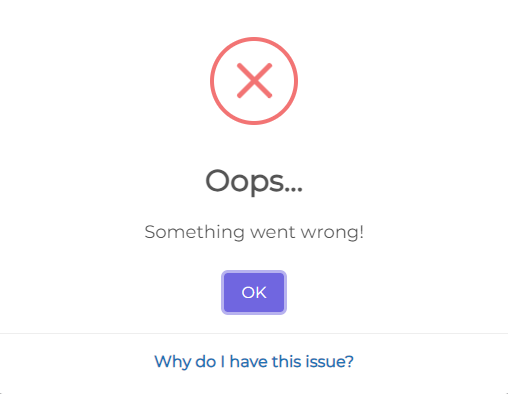 Oops...
Something went wrong!
OK
Why do I have this issue?